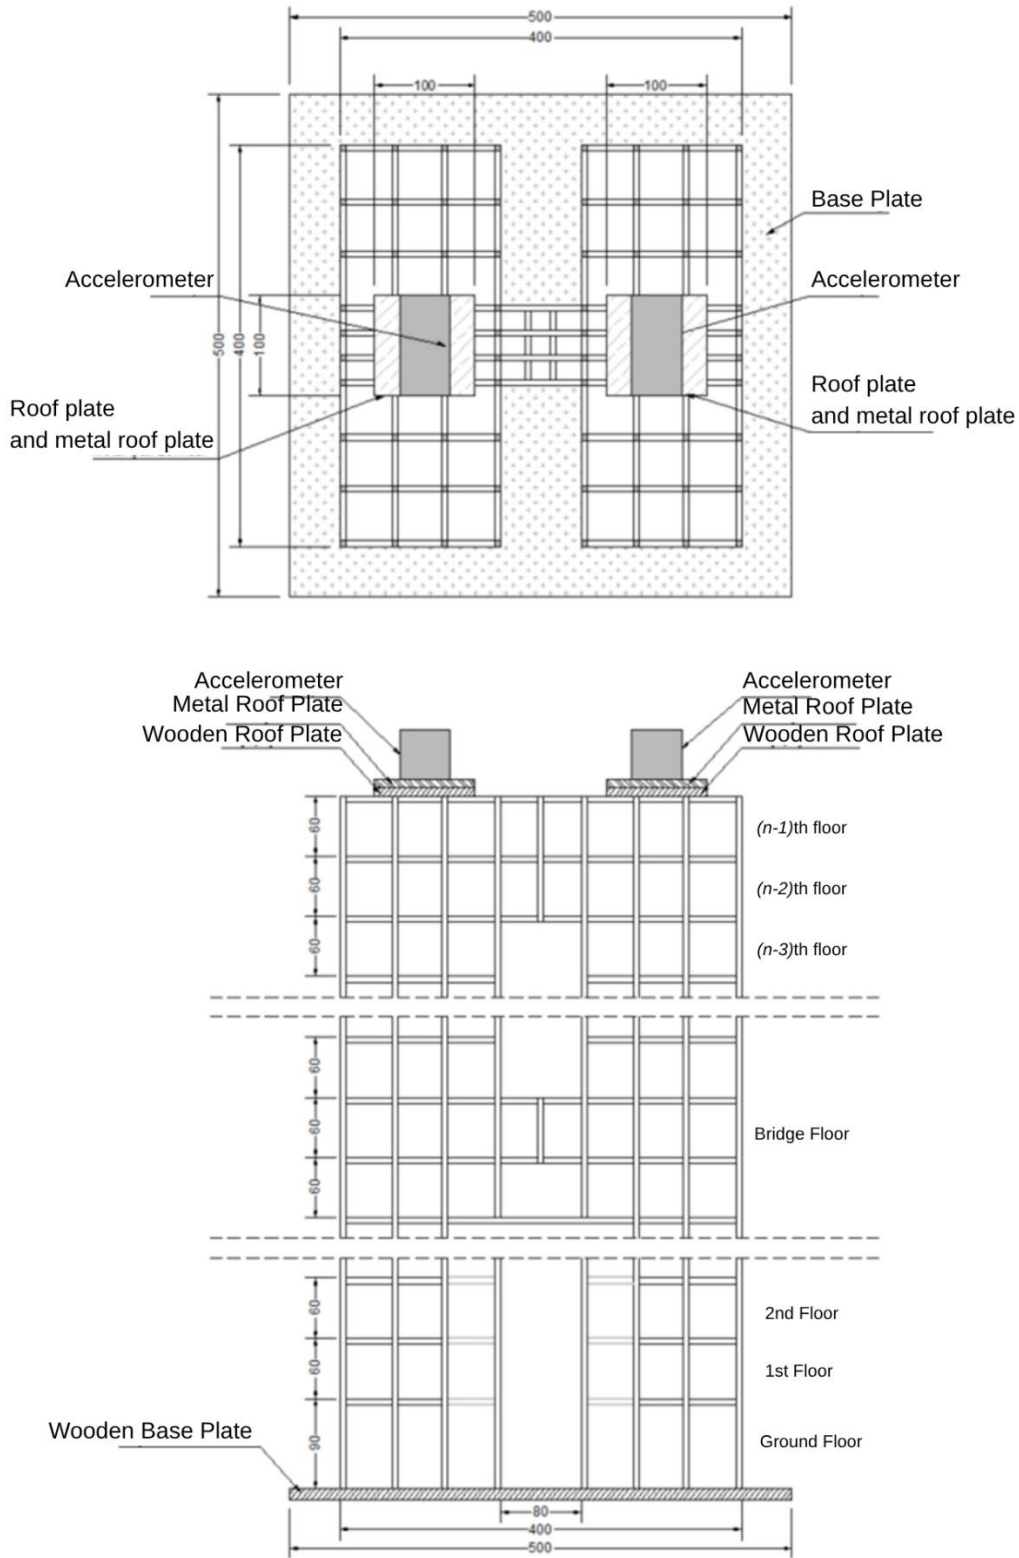 500
400
100
100
Base Plate
Accelerometer
Accelerometer
500
400
100
Roof plate
and metal roof plate
Roof plate
and metal roof plate
Accelerometer
Metal Roof Plate
Wooden Roof Plate
Accelerometer
Metal Roof Plate
Wooden Roof Plate
60
(n-1)th floor
60
(n-2)th floor
60
(n-3)th floor
60
60
Bridge Floor
60
60
2nd Floor
60
1st Floor
90
Ground Floor
Wooden Base Plate
80
400
500